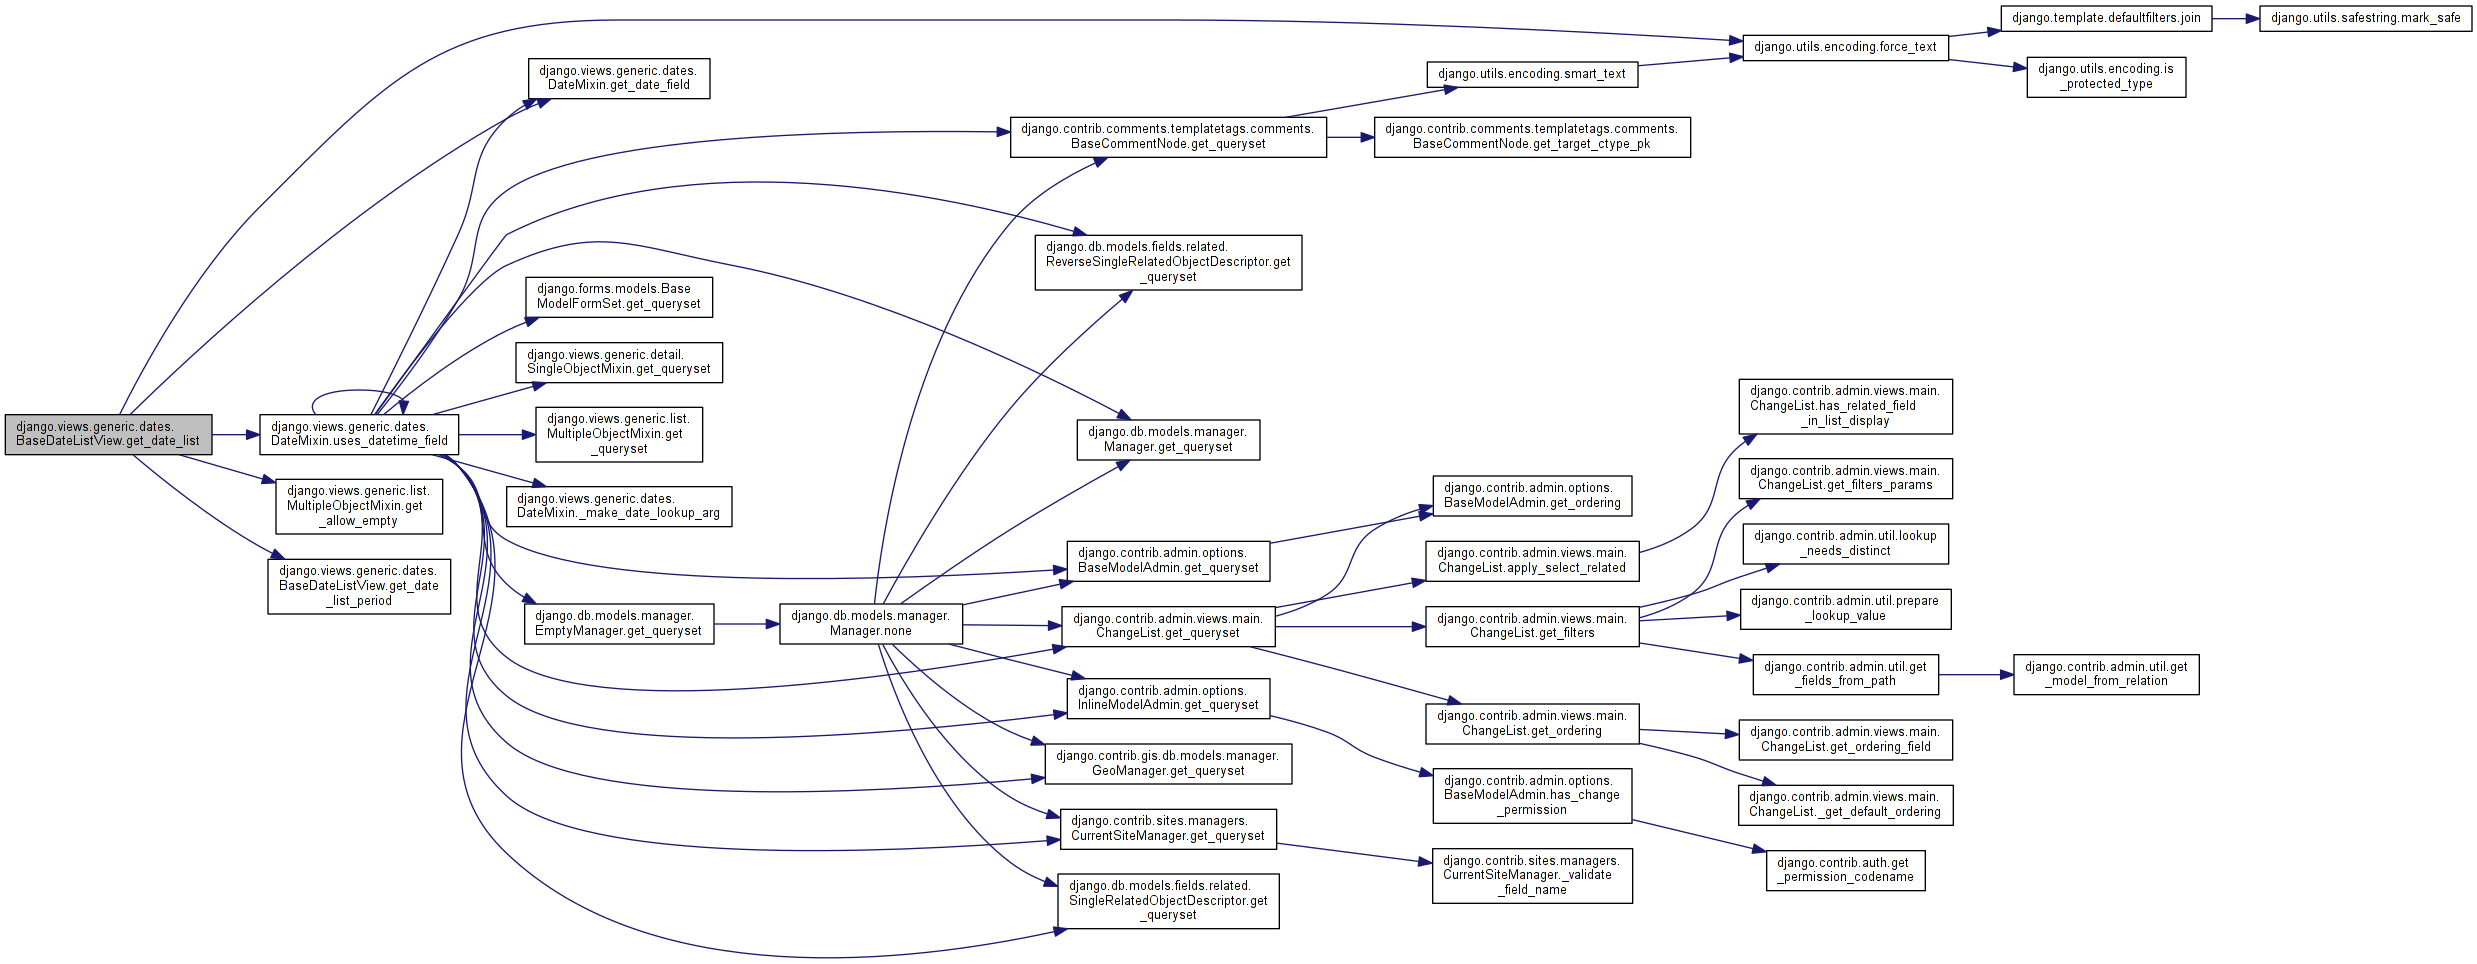 django.views.generic.dates.
BaseDateListView.get_date_list
django.views.generic.dates.
DateMixin.get_date_field
django.views.generic.dates.
DateMixin.uses_datetime_field
django.views.generic.list.
MultipleObjectMixin.get
_allow_empty
django.views.generic.dates.
BaseDateListView.get_date
_list_period
django.forms.models.Base
ModelFormSet.get_queryset
django.views.generic.detail.
SingleObjectMixin.get_queryset
django.views.generic.list.
MultipleObjectMixin.get
_queryset
django.views.generic.dates.
DateMixin._make_date_lookup_arg
django.db.models.manager.
EmptyManager.get_queryset
django.db.models.manager.
Manager.none
django.contrib.comments.templatetags.comments.
BaseCommentNode.get_queryset
django.db.models.fields.related.
ReverseSingleRelatedObjectDescriptor.get
_queryset
django.db.models.manager.
Manager.get_queryset
django.contrib.admin.options.
BaseModelAdmin.get_queryset
django.contrib.admin.views.main.
ChangeList.get_queryset
django.contrib.admin.options.
InlineModelAdmin.get_queryset
django.contrib.gis.db.models.manager.
GeoManager.get_queryset
django.contrib.sites.managers.
CurrentSiteManager.get_queryset
django.db.models.fields.related.
SingleRelatedObjectDescriptor.get
_queryset
django.utils.encoding.smart_text
django.contrib.comments.templatetags.comments.
BaseCommentNode.get_target_ctype_pk
django.contrib.admin.options.
BaseModelAdmin.get_ordering
django.contrib.admin.views.main.
ChangeList.apply_select_related
django.contrib.admin.views.main.
ChangeList.get_filters
django.contrib.admin.views.main.
ChangeList.get_ordering
django.contrib.admin.options.
BaseModelAdmin.has_change
_permission
django.contrib.sites.managers.
CurrentSiteManager._validate
_field_name
django.utils.encoding.force_text
django.contrib.admin.views.main.
ChangeList.has_related_field
_in_list_display
django.contrib.admin.views.main.
ChangeList.get_filters_params
django.contrib.admin.util.lookup
_needs_distinct
django.contrib.admin.util.prepare
_lookup_value
django.contrib.admin.util.get
_fields_from_path
django.contrib.admin.views.main.
ChangeList.get_ordering_field
django.contrib.admin.views.main.
ChangeList._get_default_ordering
django.contrib.auth.get
_permission_codename
django.template.defaultfilters.join
django.utils.encoding.is
_protected_type
django.contrib.admin.util.get
_model_from_relation
django.utils.safestring.mark_safe